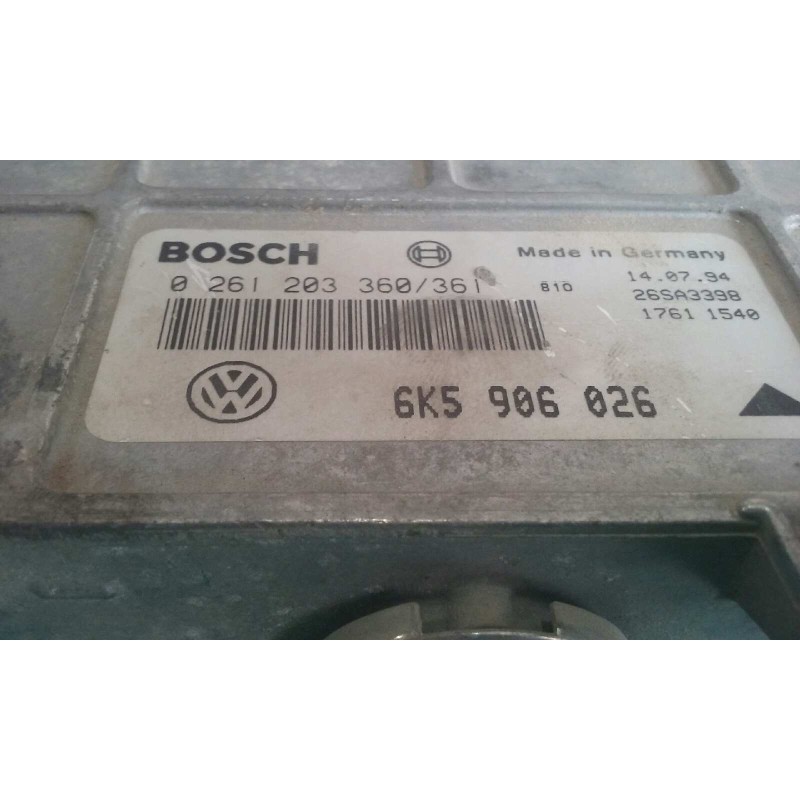 BOSCH
Made in Germany
0 261 203 360/361
810
14.07.94
26SA3398
1761 1540
VW
6K5 906 026